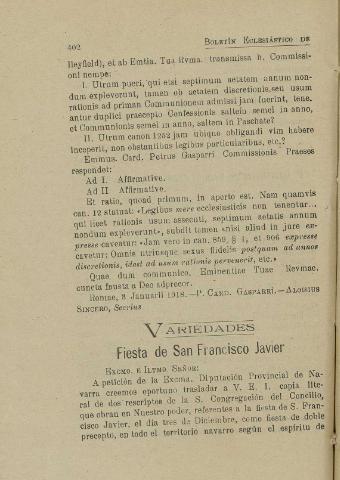 402 BOLETÍN ECLESIÁSTICO DE
Heyfield), et ab Emtia. Tua ilvma. transmissa h. Commissi-
oni nempe:
I. Utrum pueri, qui etsi septimum aetatem annum non-
dum expleverunt, tamen ob aetatem discretionis, seu usum
rationis ad priman Communionem admissi jam fuerint, tene-
antur duplici praecepto Confessionis saltem semel in anno,
et Communionis semel in anno, saltem in Paschate?
II. Utrum canon 1252 jam ubique obligandi vim habere
inceperit, non obstantibus legibus particularibus, etc.?
Emmus. Card. Petrus Gasparri Commissionis Praeses
respondet:
Ad I. Affirmative.
Ad II Affirmative.
Et ratio, quoad primum, in aperto est. Nam quamvis
can. 12 statuat: «Legibus mere ecclesiasticis non tenentur...
qui licet rationis usum assecuti, septimum aetatis annum
nondum expleverunt», subdit tamen «nisi aliud in jure ex-
presse caveatur: «Jam vero in can. 859, § 1, et 906 expresse
cavetur: Omnis utriusque sexus fidelis postquam ad annos
discretionis, idest ad usum rationis pervenerit, etc.»
Quae dum communico, Eminentiae Tuae Revmae,
cuncta fausta a Deo adprecor.
Romae, 3 Januarii 1918.—P. CARD. GASPARRI.—ALOISIUS
SINCERO, Secrius
VARIEDADES
Fiesta de San Francisco Javier
EXCMO. E ILTMO. SEÑOR:
A petición de la Excma. Diputación Provincial de Na-
varra creemos oportuno trasladar a V. E. I. copia lite-
ral de dos rescriptos de la S. Congregación del Concilio,
que obran en Nuestro poder, referentes a la fiesta de S. Fran-
cisco Javier, el día tres de Diciembre, como fiesta de doble
precepto, en todo el territorio navarro según el espíritu de